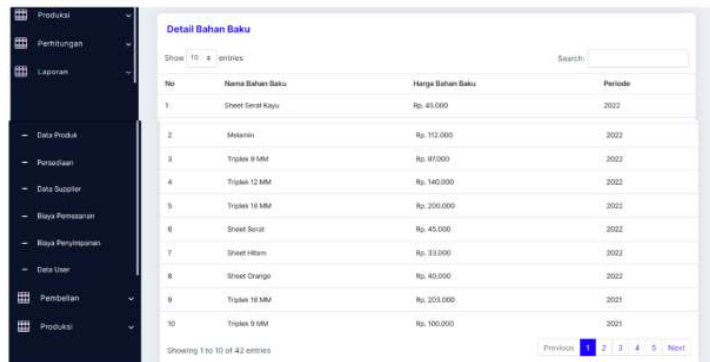 Produksi
Perhitungan
Laporan
Data Produk
Persediaan
Data Supplier
Biaya Pemesanan
Biaya Penyimpanan
Data User
Pembelian
Produksi
Detail Bahan Baku
Show 10 entries
Search:
No Nama Bahan Baku Harga Bahan Baku Periode
1 Sheet Serat Kayu Rp. 45.000 2022
2 Melamin Rp. 112.000 2022
3 Triplek 9 MM Rp. 97.000 2022
4 Triplek 12 MM Rp. 140.000 2022
5 Triplek 18 MM Rp. 200.000 2022
6 Sheet Serat Rp. 45.000 2022
7 Sheet Hitam Rp. 33.000 2022
8 Sheet Orange Rp. 40.000 2022
9 Triplek 18 MM Rp. 203.000 2021
10 Triplek 9 MM Rp. 100.000 2021
Showing 1 to 10 of 42 entries
Previous 1 2 3 4 5 Next